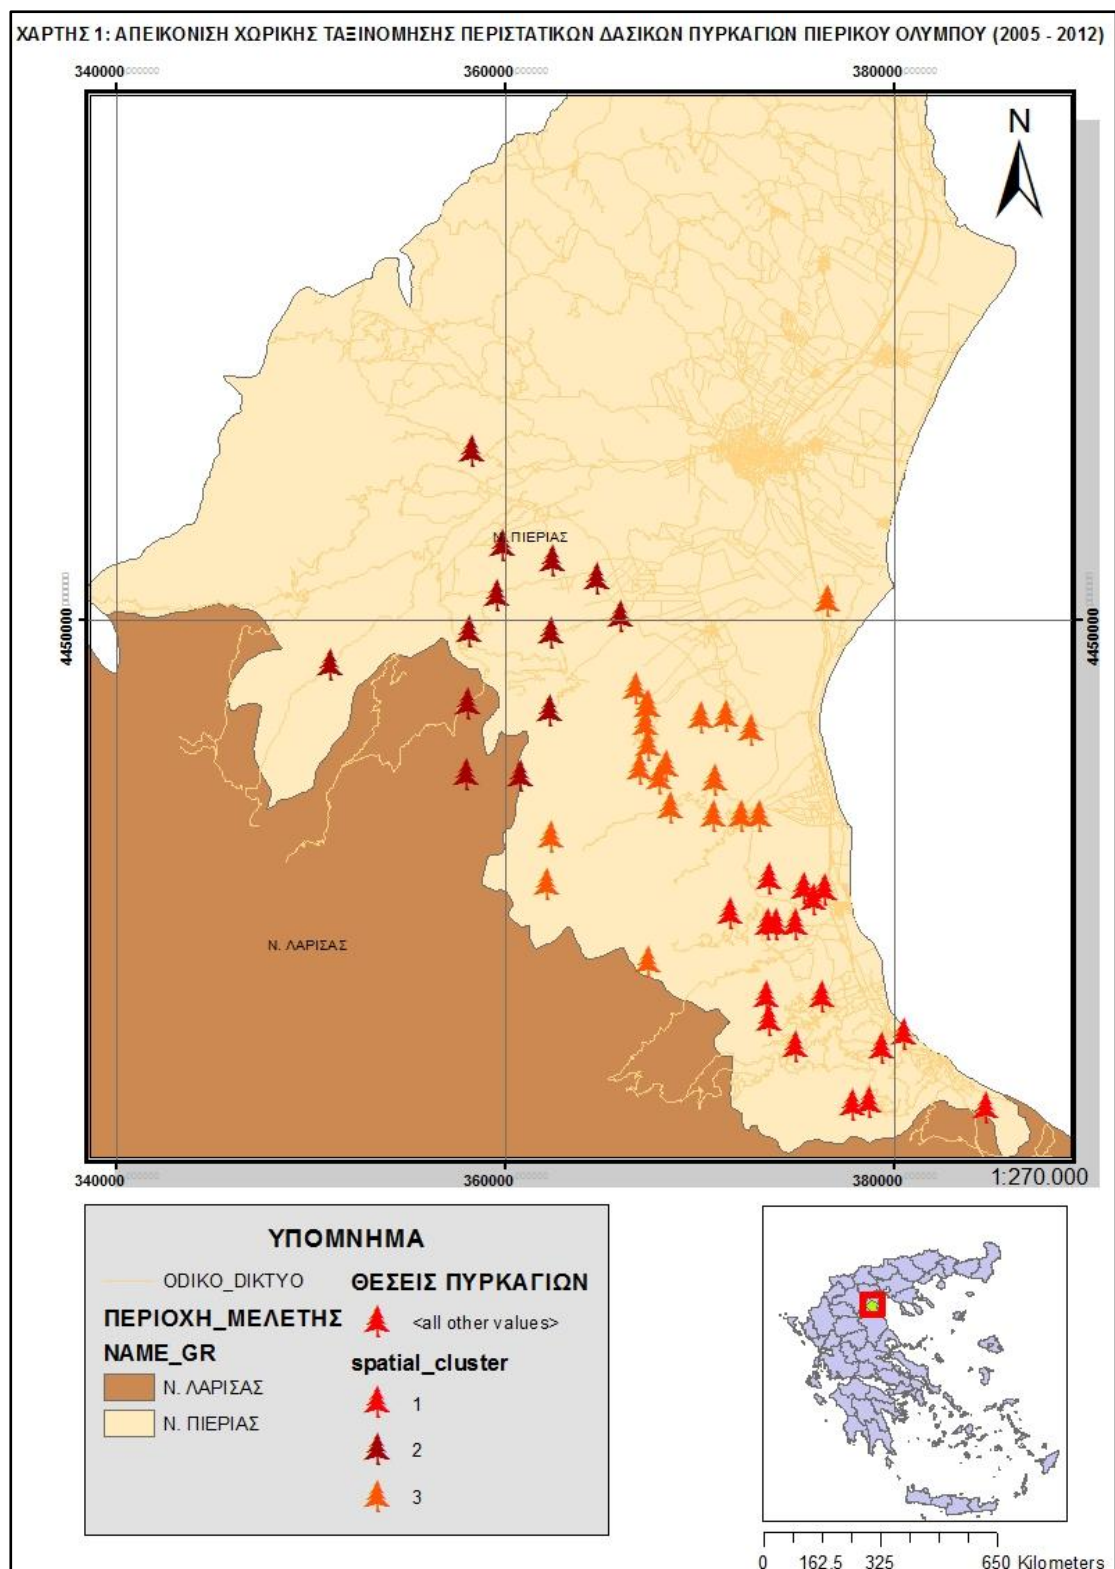 ΧΑΡΤΗΣ 1: ΑΠΕΙΚΟΝΙΣΗ ΧΩΡΙΚΗΣ ΤΑΞΙΝΟΜΗΣΗΣ ΠΕΡΙΣΤΑΤΙΚΩΝ ΔΑΣΙΚΩΝ ΠΥΡΚΑΓΙΩΝ ΠΙΕΡΙΚΟΥ ΟΛΥΜΠΟΥ (2005 - 2012)
340000 360000 380000
N
Ν. ΠΙΕΡΙΑΣ
4450000 4450000
Ν. ΛΑΡΙΣΑΣ
340000 360000 380000
1:270.000
ΥΠΟΜΝΗΜΑ
ODIKO_DIKTYO
ΠΕΡΙΟΧΗ_ΜΕΛΕΤΗΣ
NAME_GR
Ν. ΛΑΡΙΣΑΣ
Ν. ΠΙΕΡΙΑΣ
ΘΕΣΕΙΣ ΠΥΡΚΑΓΙΩΝ
<all other values>
spatial_cluster
1
2
3
0 162.5 325 650 Kilometers